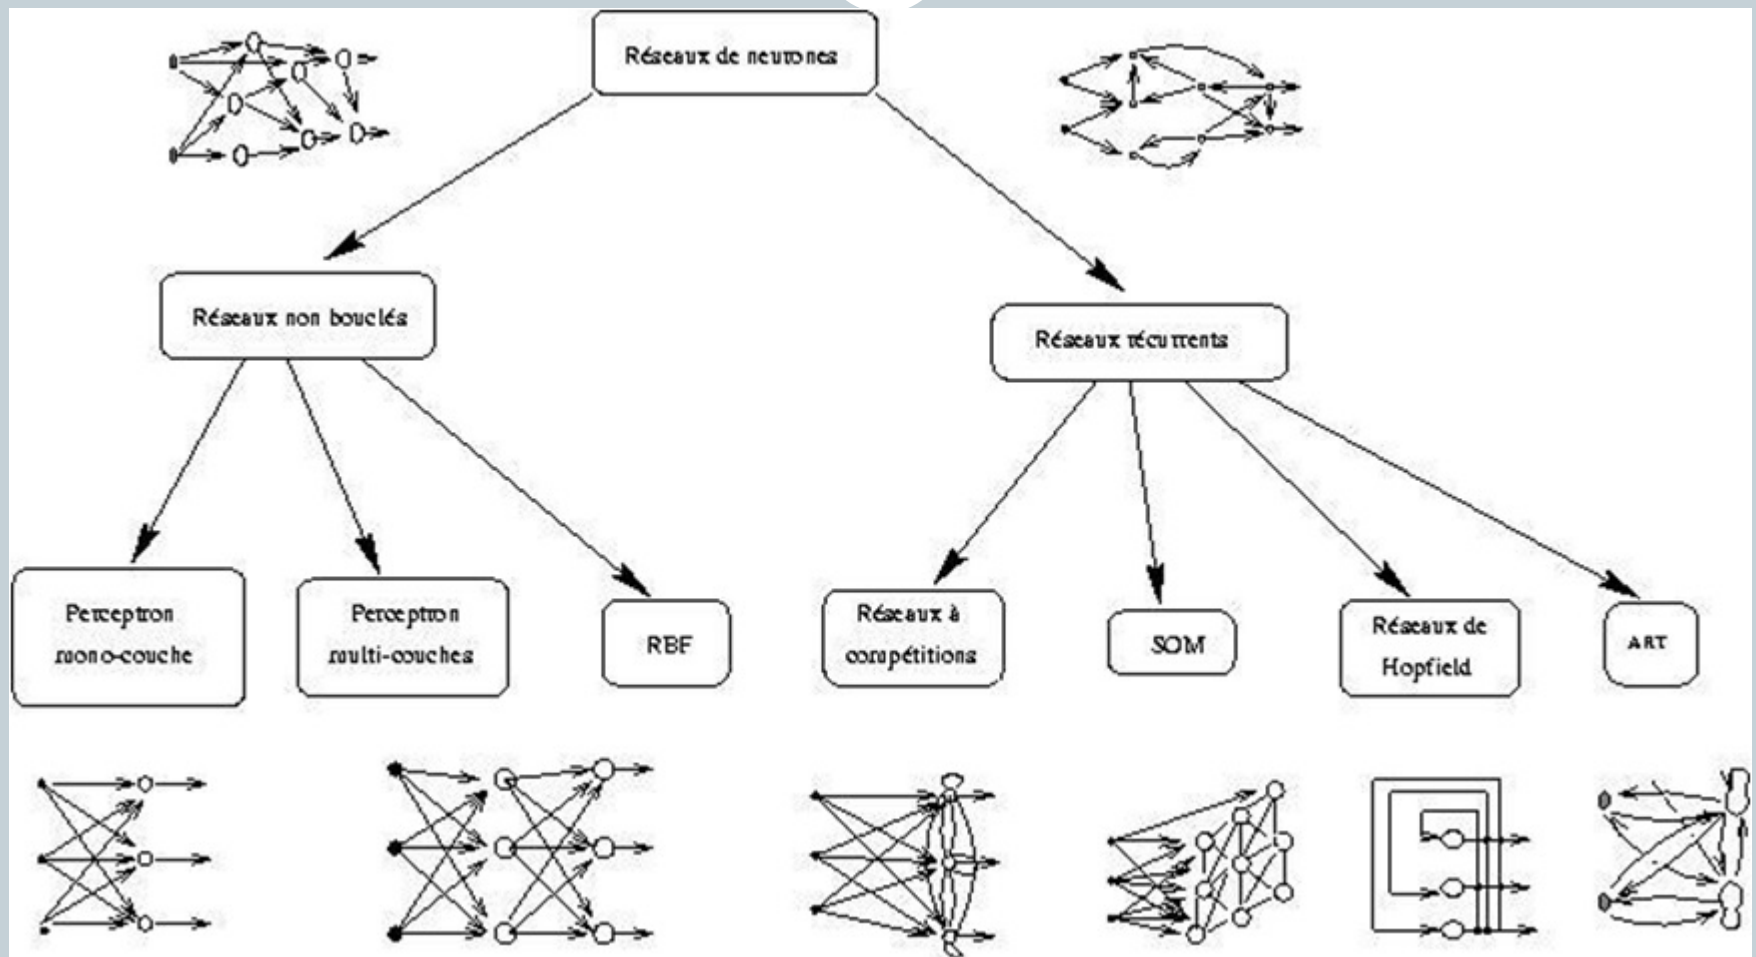 Réseaux de neurones
Réseaux non bouclés
Réseaux récurrents
Perceptron
mono-couche
Perceptron
multi-couches
RBF
Réseaux à
compétitions
SOM
Réseaux de
Hopfield
ART